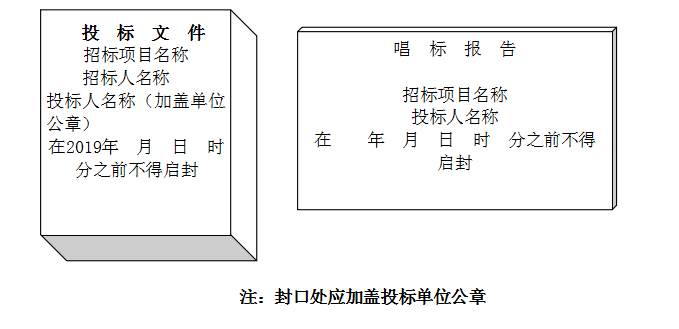 投 标 文 件
招标项目名称
招标人名称
投标人名称（加盖单位
公章）
在2019年　月　日　时
分之前不得启封
唱 标 报 告
招标项目名称
投标人名称
在　　年　月　日　时　分之前不得
启封
注：封口处应加盖投标单位公章